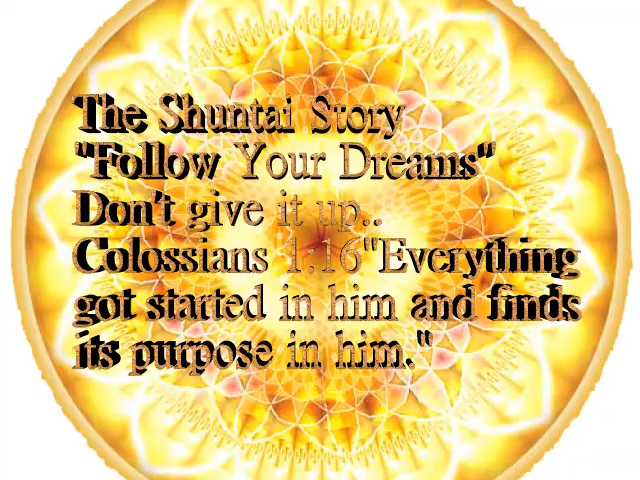 The Shuntai Story
"Follow Your Dreams"
Don't give it up..
Colossians 1:16"Everything
got started in him and finds
its purpose in him."